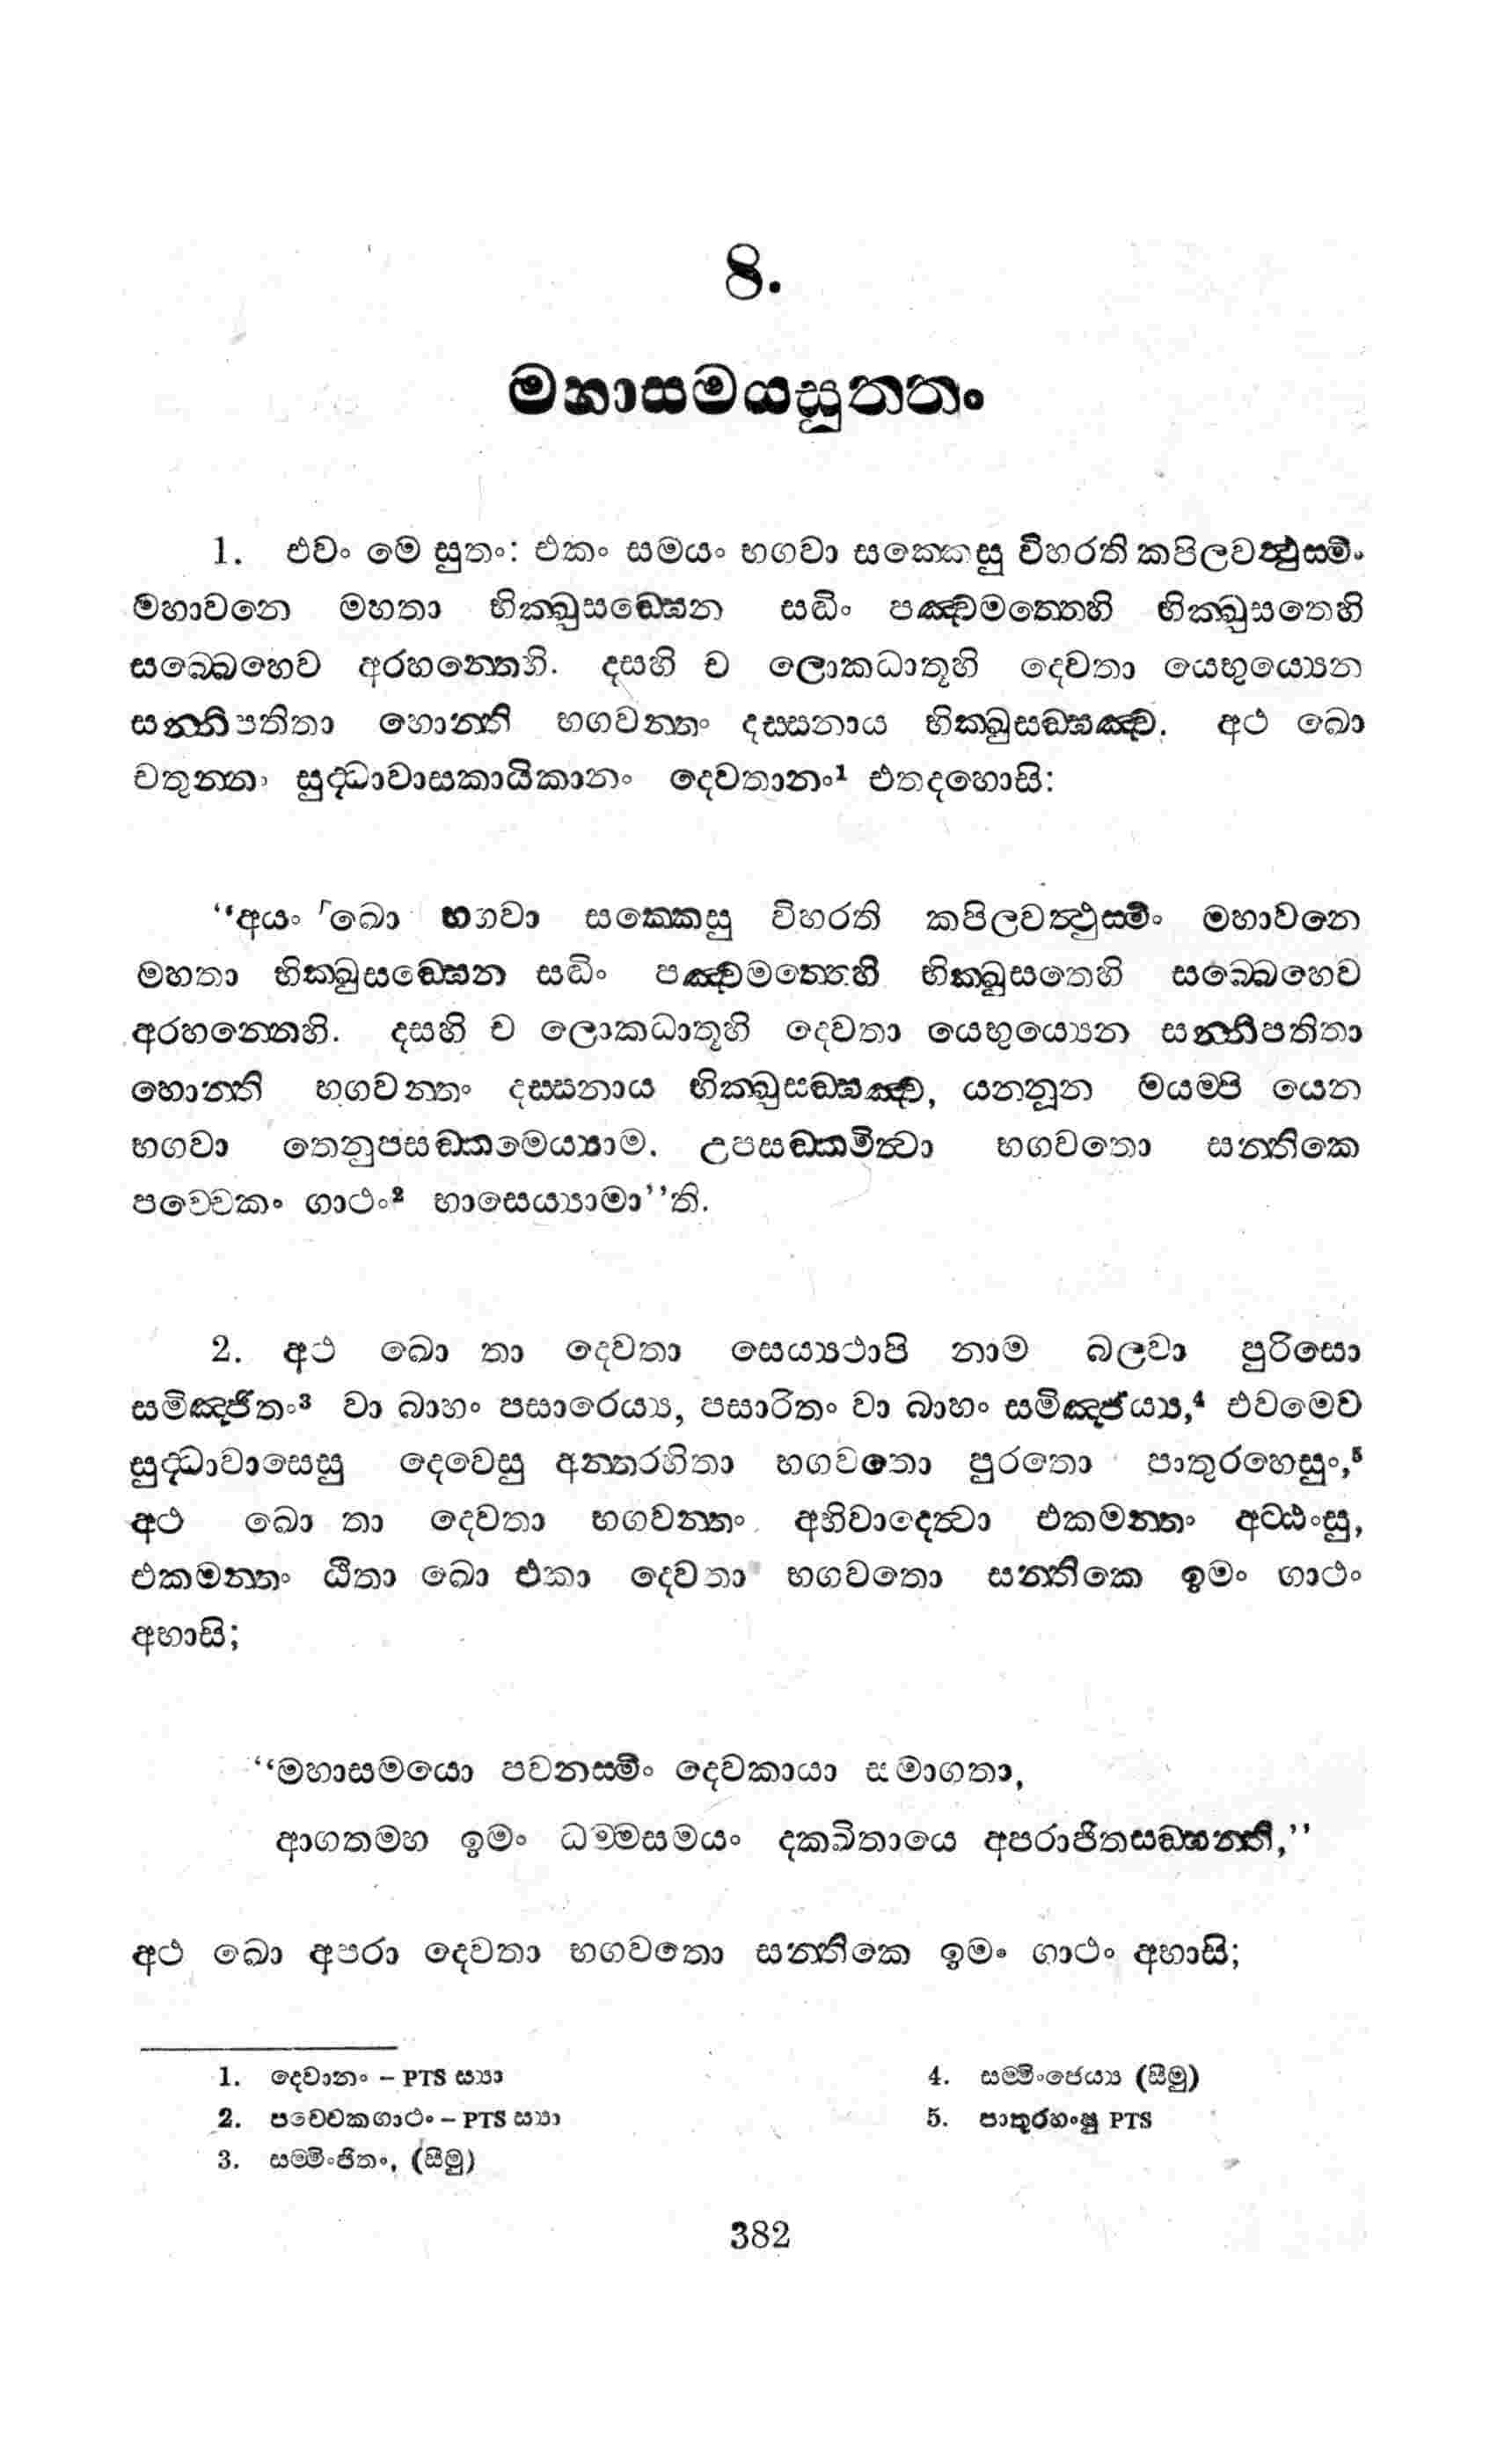 8.
මහාසමයසුත්තං
1. එවං මෙ සුතං: එකං සමයං භගවා සක්කෙසු විහරති කපිලවත්ථුස්මිං
මහාවනෙ මහතා භික්ඛුසඞ්ඝෙන සද්ධිං පඤ්චමත්තෙහි භික්ඛුසතෙහි
සබ්බෙහෙව අරහන්තෙහි. දසහි ච ලොකධාතූහි දෙවතා යෙභුය්‍යෙන
සන්නිපතිතා හොන්ති භගවන්තං දස්සනාය භික්ඛුසඞ්ඝඤ්ච. අථ ඛො
චතුන්නං සුද්ධාවාසකායිකානං දෙවතානං¹ එතදහොසි:
“අයං ඛො භගවා සක්කෙසු විහරති කපිලවත්ථුස්මිං මහාවනෙ
මහතා භික්ඛුසඞ්ඝෙන සද්ධිං පඤ්චමත්තෙහි භික්ඛුසතෙහි සබ්බෙහෙව
අරහන්තෙහි. දසහි ච ලොකධාතූහි දෙවතා යෙභුය්‍යෙන සන්නිපතිතා
හොන්ති භගවන්තං දස්සනාය භික්ඛුසඞ්ඝඤ්ච, යන්නූන මයම්පි යෙන
භගවා තෙනුපසඞ්කමෙය්‍යාම. උපසඞ්කමිත්වා භගවතො සන්තිකෙ
පච්චෙකං ගාථං² භාසෙය්‍යාමා”ති.
2. අථ ඛො තා දෙවතා සෙය්‍යථාපි නාම බලවා පුරිසො
සමිඤ්ජිතං³ වා බාහං පසාරෙය්‍ය, පසාරිතං වා බාහං සමිඤ්ජෙය්‍ය,⁴ එවමෙව
සුද්ධාවාසෙසු දෙවෙසු අන්තරහිතා භගවතො පුරතො පාතුරහෙසුං,⁵
අථ ඛො තා දෙවතා භගවන්තං අභිවාදෙත්වා එකමන්තං අට්ඨංසු,
එකමන්තං ඨිතා ඛො එකා දෙවතා භගවතො සන්තිකෙ ඉමං ගාථං
අභාසි;
“මහාසමයො පවනස්මිං දෙවකායා සමාගතා,
ආගතම්හ ඉමං ධම්මසමයං දක්ඛිතායෙ අපරාජිතසඞ්ඝන්ති,”
අථ ඛො අපරා දෙවතා භගවතො සන්තිකෙ ඉමං ගාථං අභාසි;
1. දෙවානං – PTS ස්‍යා
2. පච්චෙකගාථං – PTS ස්‍යා
3. සම්මිංජිතං, (සීමු)
4. සම්මිංජෙය්‍ය (සීමු)
5. පාතුරහංෂු PTS
382